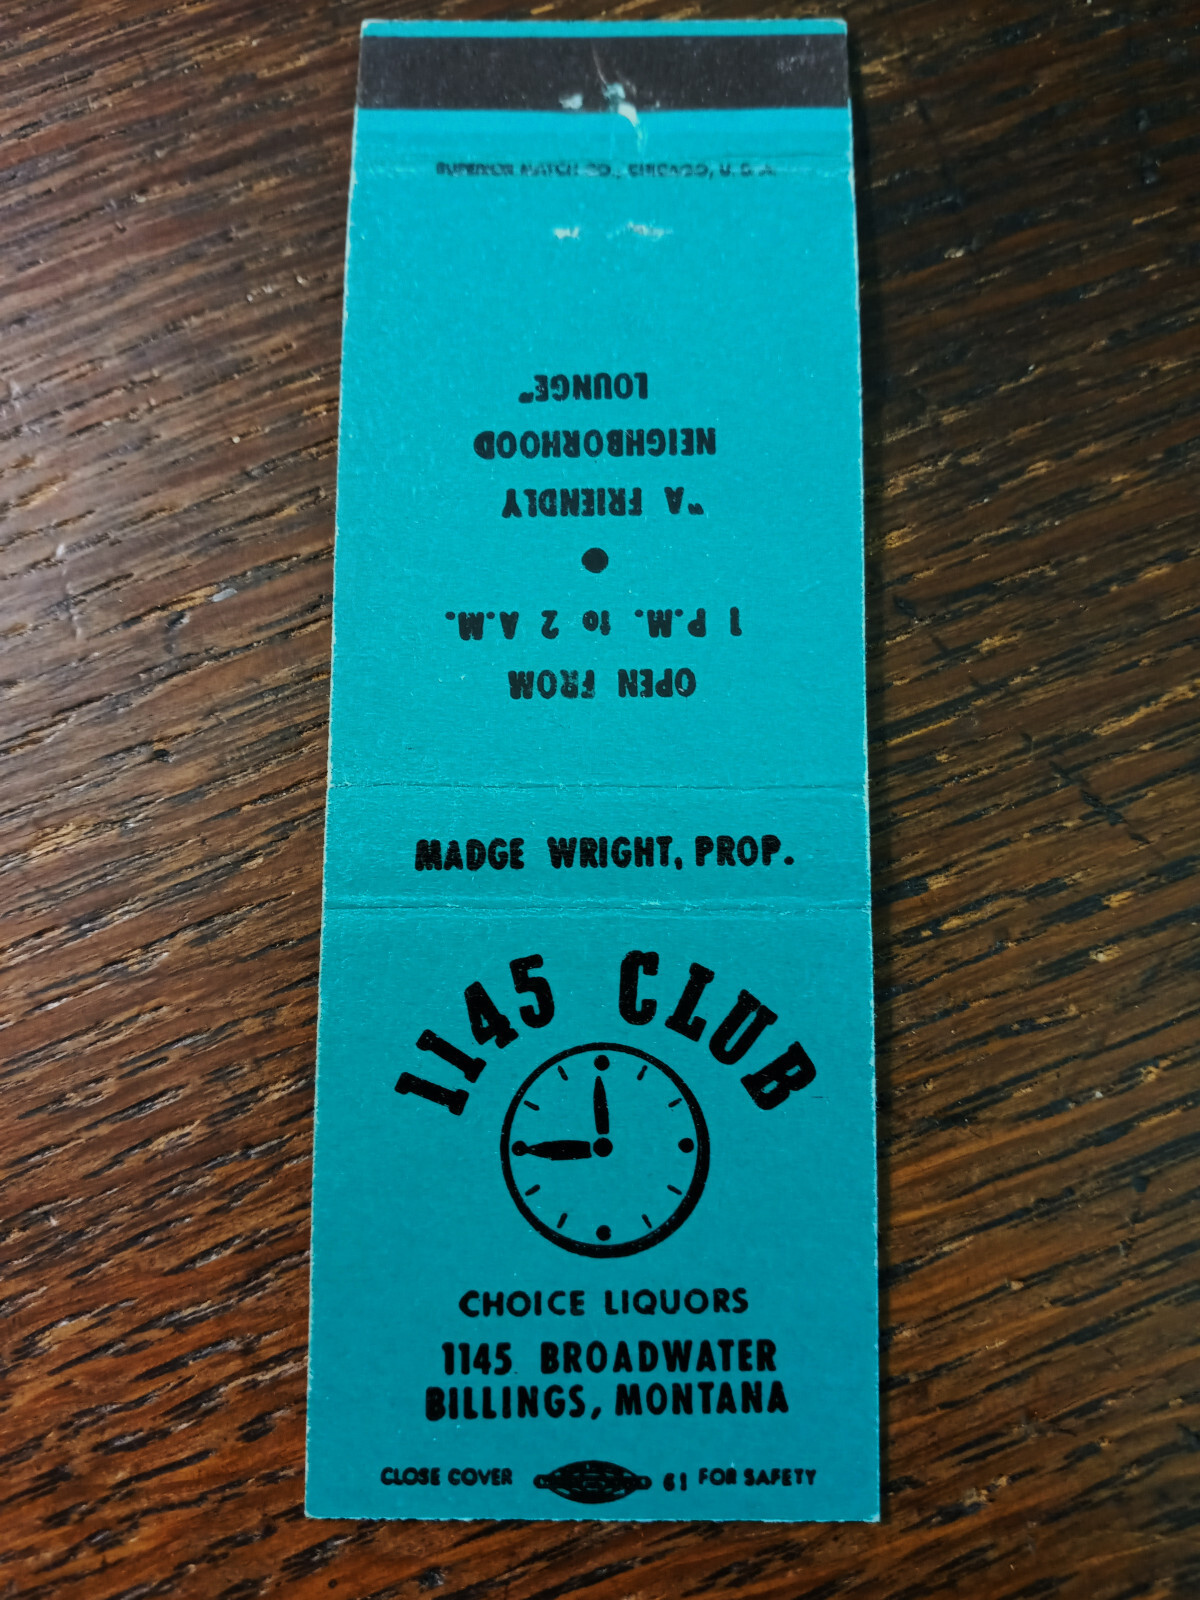 SUPERIOR MATCH CO., CHICAGO, U. S. A.
OPEN FROM
1 P.M. to 2 A.M.
"A FRIENDLY
NEIGHBORHOOD
LOUNGE"
MADGE WRIGHT, PROP.
1145 CLUB
CHOICE LIQUORS
1145 BROADWATER
BILLINGS, MONTANA
CLOSE COVER 61 FOR SAFETY